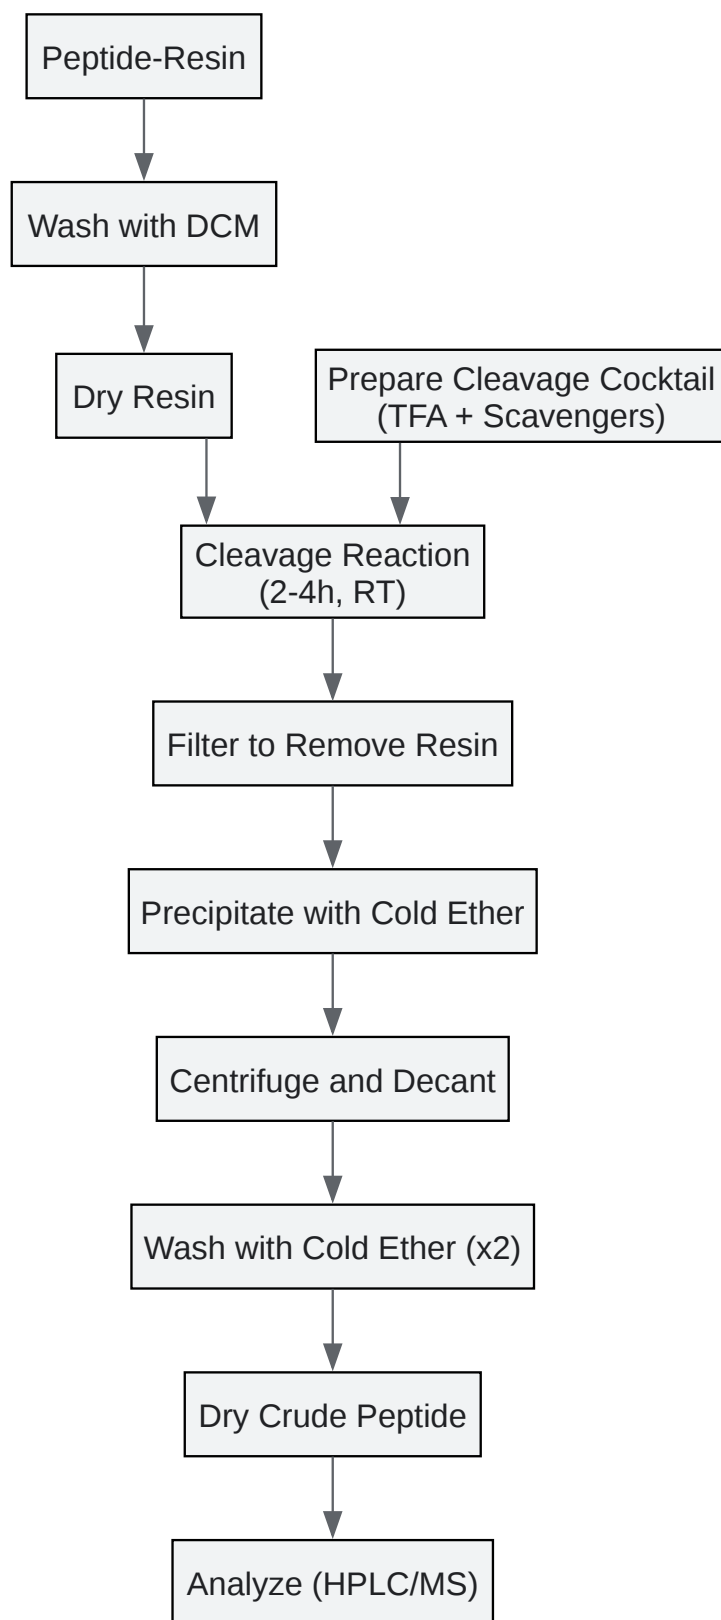 Peptide-Resin
Wash with DCM
Dry Resin
Prepare Cleavage Cocktail
(TFA + Scavengers)
Cleavage Reaction
(2-4h, RT)
Filter to Remove Resin
Precipitate with Cold Ether
Centrifuge and Decant
Wash with Cold Ether (x2)
Dry Crude Peptide
Analyze (HPLC/MS)